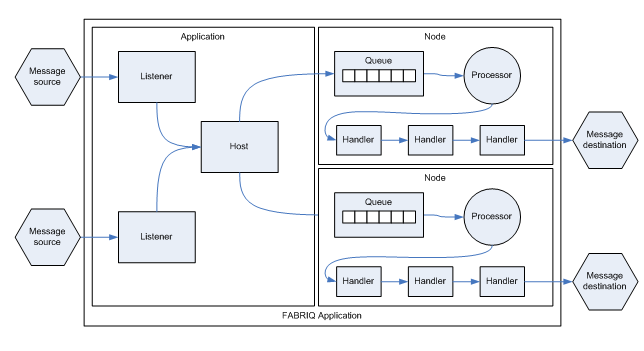 Application
Node
Message
source
Listener
Queue
Processor
Host
Handler
Handler
Handler
Message
destination
Node
Message
source
Listener
Queue
Processor
Handler
Handler
Handler
Message
destination
FABRIQ Application